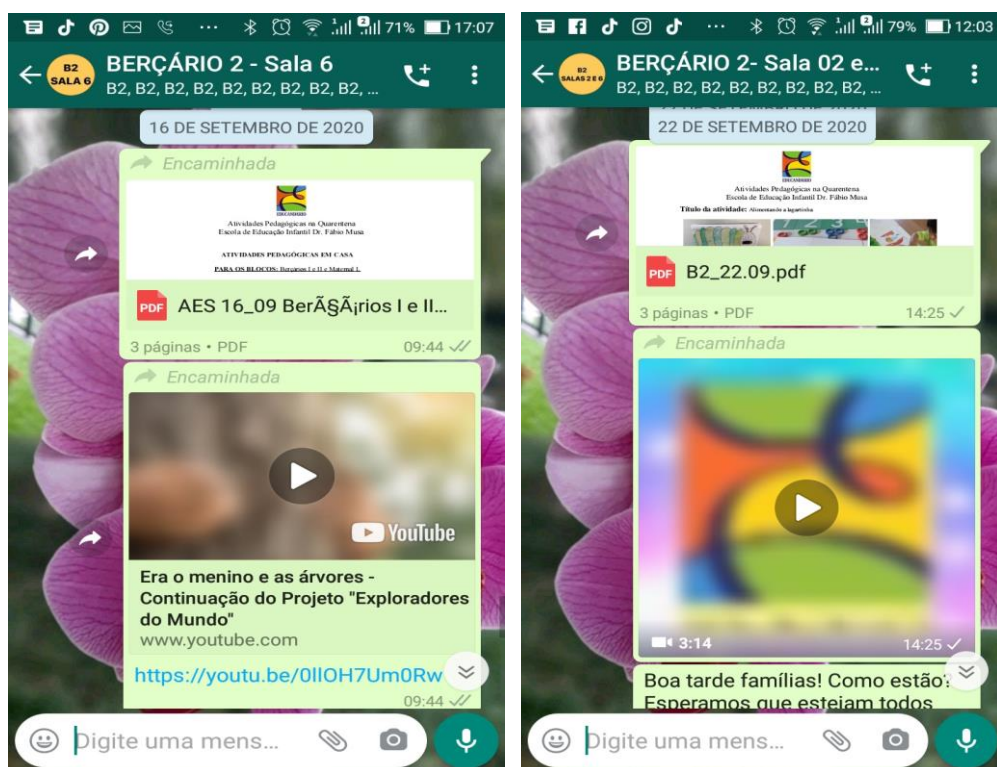 71% 17:07
B2
SALA 6
BERÇÁRIO 2 - Sala 6
B2, B2, B2, B2, B2, B2, B2, B2, B2, ...
16 DE SETEMBRO DE 2020
Encaminhada
Atividades Pedagógicas na Quarentena
Escola de Educação Infantil Dr. Fábio Musa
ATIVIDADES PEDAGÓGICAS EM CASA
PARA OS BLOCOS: Berçários I e II e Maternal I.
PDF AES 16_09 BerÃ§Ã¡rios I e II...
3 páginas • PDF 09:44
Encaminhada
YouTube
Era o menino e as árvores -
Continuação do Projeto "Exploradores
do Mundo"
www.youtube.com
https://youtu.be/0llOH7Um0Rw
09:44
Digite uma mens...
79% 12:03
B2
SALAS 2 E 6
BERÇÁRIO 2- Sala 02 e...
B2, B2, B2, B2, B2, B2, B2, B2, B2, ...
22 DE SETEMBRO DE 2020
Atividades Pedagógicas na Quarentena
Escola de Educação Infantil Dr. Fábio Musa
Título da atividade: Alimentando a lagartinha
PDF B2_22.09.pdf
3 páginas • PDF 14:25
Encaminhada
3:14 14:25
Boa tarde famílias! Como estão?
Esperamos que estejam todos
Digite uma mens...